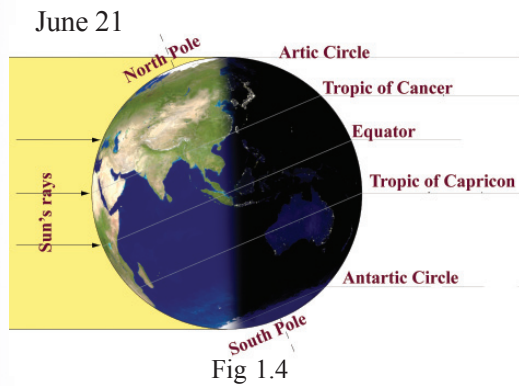 June 21
North Pole
Artic Circle
Tropic of Cancer
Equator
Tropic of Capricon
Sun's rays
Antartic Circle
South Pole
Fig 1.4